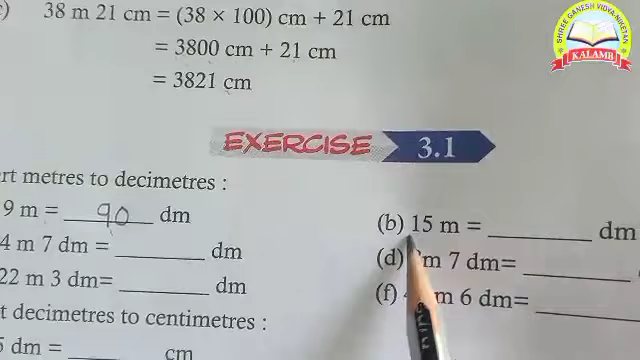 38 m 21 cm = (38 × 100) cm + 21 cm
= 3800 cm + 21 cm
= 3821 cm
SHREE GANESH VIDYA NIKETAN
KALAMB
EXERCISE 3.1
rt metres to decimetres :
9 m = 90 dm
(b) 15 m = dm
4 m 7 dm = dm
(d) m 7 dm=
22 m 3 dm= dm
(f) m 6 dm=
t decimetres to centimetres :
5 dm = cm